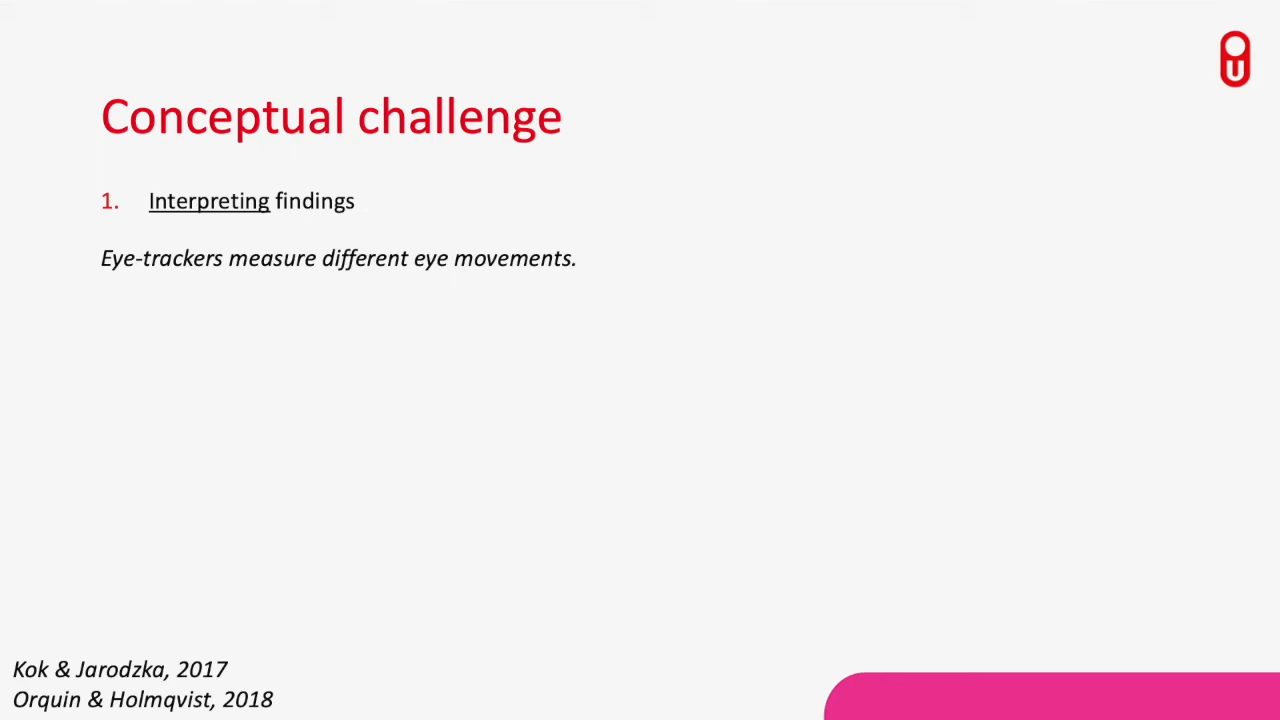 Conceptual challenge
1. Interpreting findings
Eye-trackers measure different eye movements.
Kok & Jarodzka, 2017
Orquin & Holmqvist, 2018